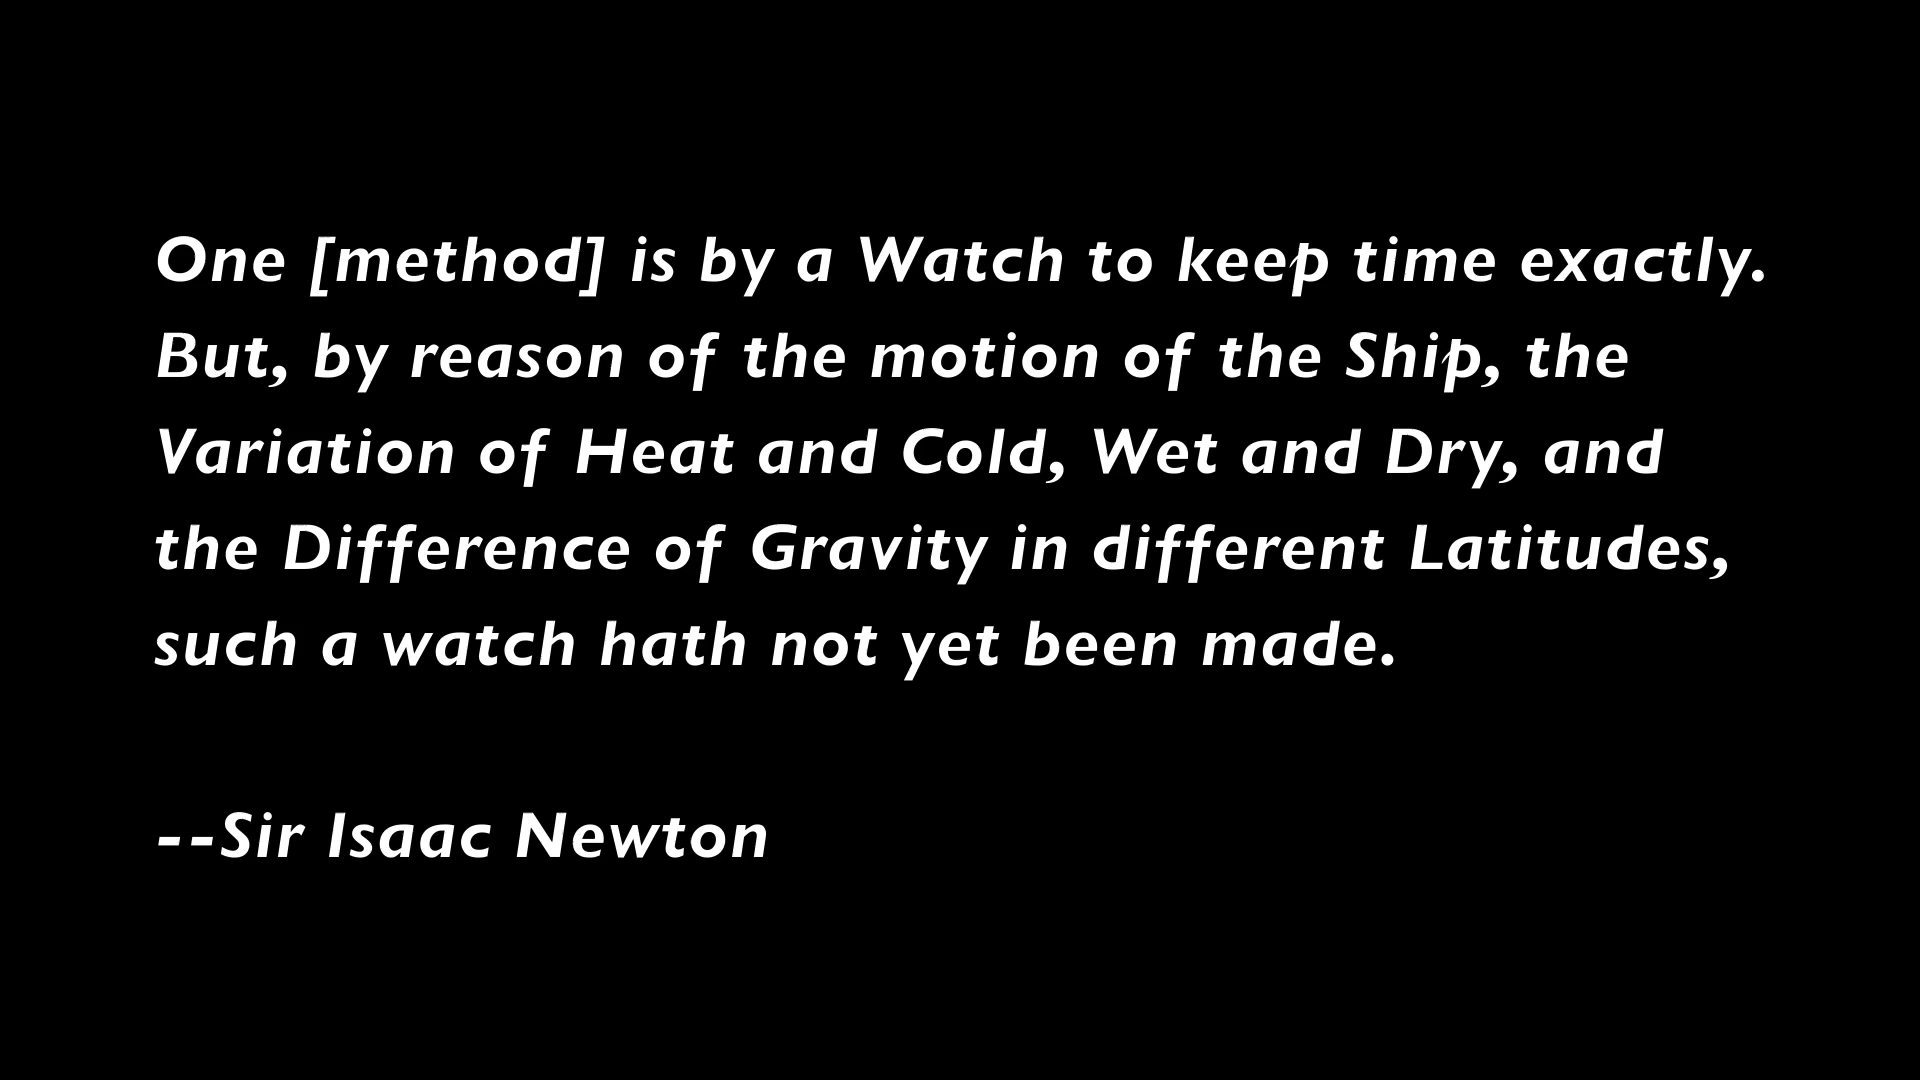 One [method] is by a Watch to keep time exactly.
But, by reason of the motion of the Ship, the
Variation of Heat and Cold, Wet and Dry, and
the Difference of Gravity in different Latitudes,
such a watch hath not yet been made.
--Sir Isaac Newton